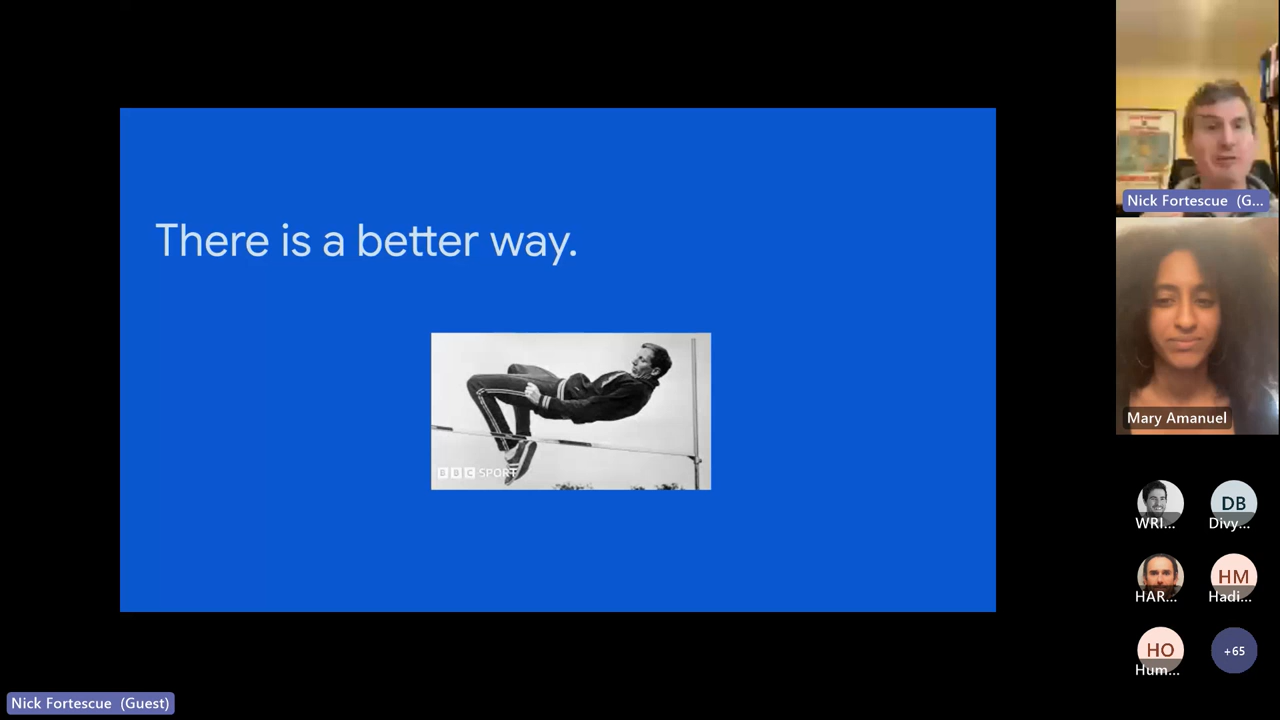 There is a better way.
BBC SPORT
Nick Fortescue (G...
Mary Amanuel
WRI...
DB
Divy...
HAR...
HM
Hadi...
HO
Hum...
+65
Nick Fortescue (Guest)